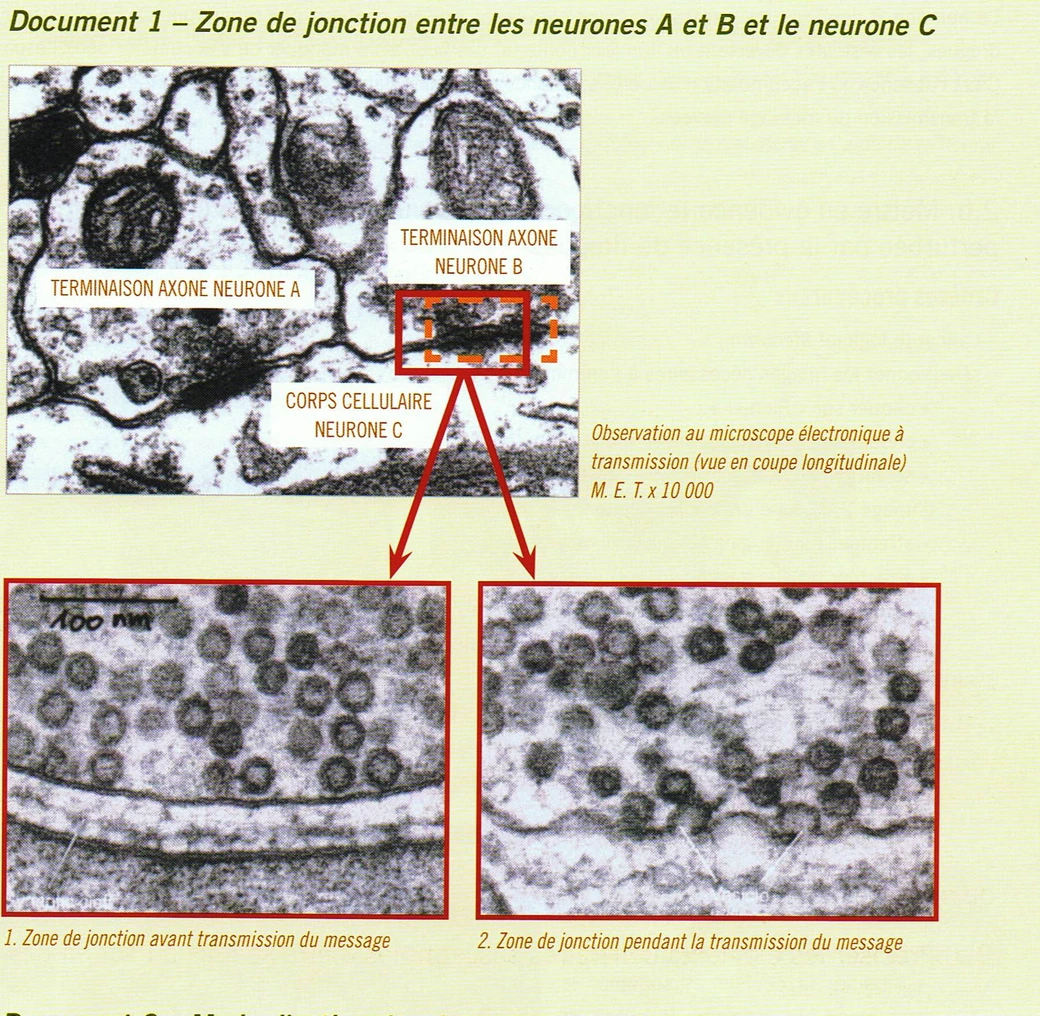 Document 1 – Zone de jonction entre les neurones A et B et le neurone C
TERMINAISON AXONE
NEURONE B
TERMINAISON AXONE NEURONE A
CORPS CELLULAIRE
NEURONE C
Observation au microscope électronique à
transmission (vue en coupe longitudinale)
M. E. T. x 10 000
100 nm
1. Zone de jonction avant transmission du message
2. Zone de jonction pendant la transmission du message